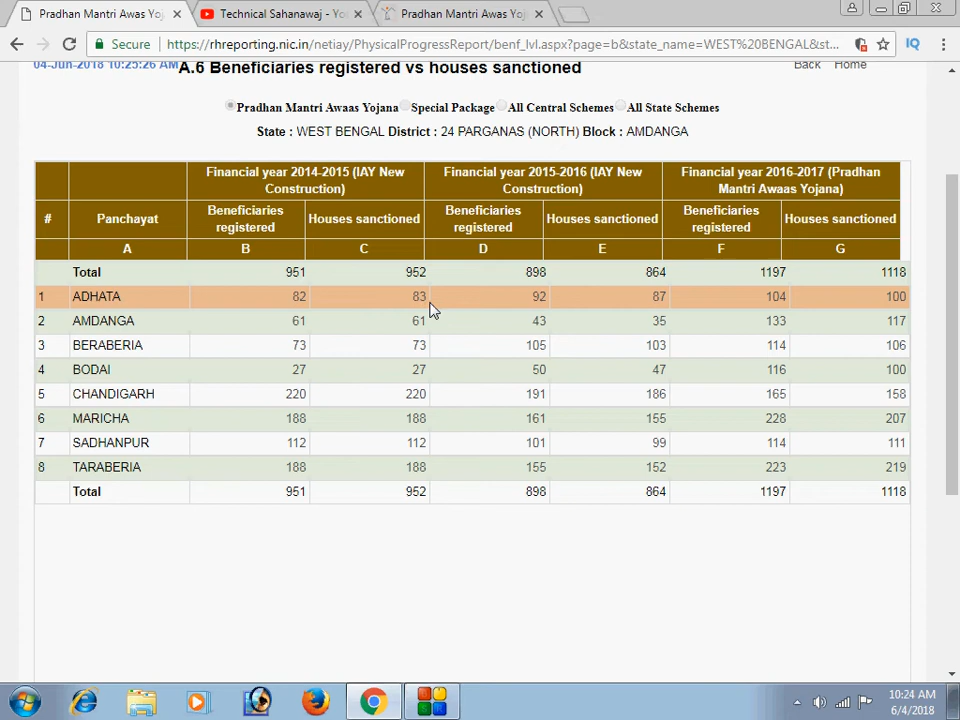 Pradhan Mantri Awas Yoj
Technical Sahanawaj - Yo
Pradhan Mantri Awas Yo
Secure
https://rhreporting.nic.in/netiay/PhysicalProgressReport/benf_lvl.aspx?page=b&state_name=WEST%20BENGAL&st...
IQ
04-Jun-2018 10:25:26 AM
A.6 Beneficiaries registered vs houses sanctioned
Back Home
Pradhan Mantri Awaas Yojana Special Package All Central Schemes All State Schemes
State : WEST BENGAL District : 24 PARGANAS (NORTH) Block : AMDANGA
Financial year 2014-2015 (IAY New Construction) Financial year 2015-2016 (IAY New Construction) Financial year 2016-2017 (Pradhan Mantri Awaas Yojana)
# Panchayat Beneficiaries registered Houses sanctioned Beneficiaries registered Houses sanctioned Beneficiaries registered Houses sanctioned
A B C D E F G
Total 951 952 898 864 1197 1118
1 ADHATA 82 83 92 87 104 100
2 AMDANGA 61 61 43 35 133 117
3 BERABERIA 73 73 105 103 114 106
4 BODAI 27 27 50 47 116 100
5 CHANDIGARH 220 220 191 186 165 158
6 MARICHA 188 188 161 155 228 207
7 SADHANPUR 112 112 101 99 114 111
8 TARABERIA 188 188 155 152 223 219
Total 951 952 898 864 1197 1118
10:24 AM
6/4/2018